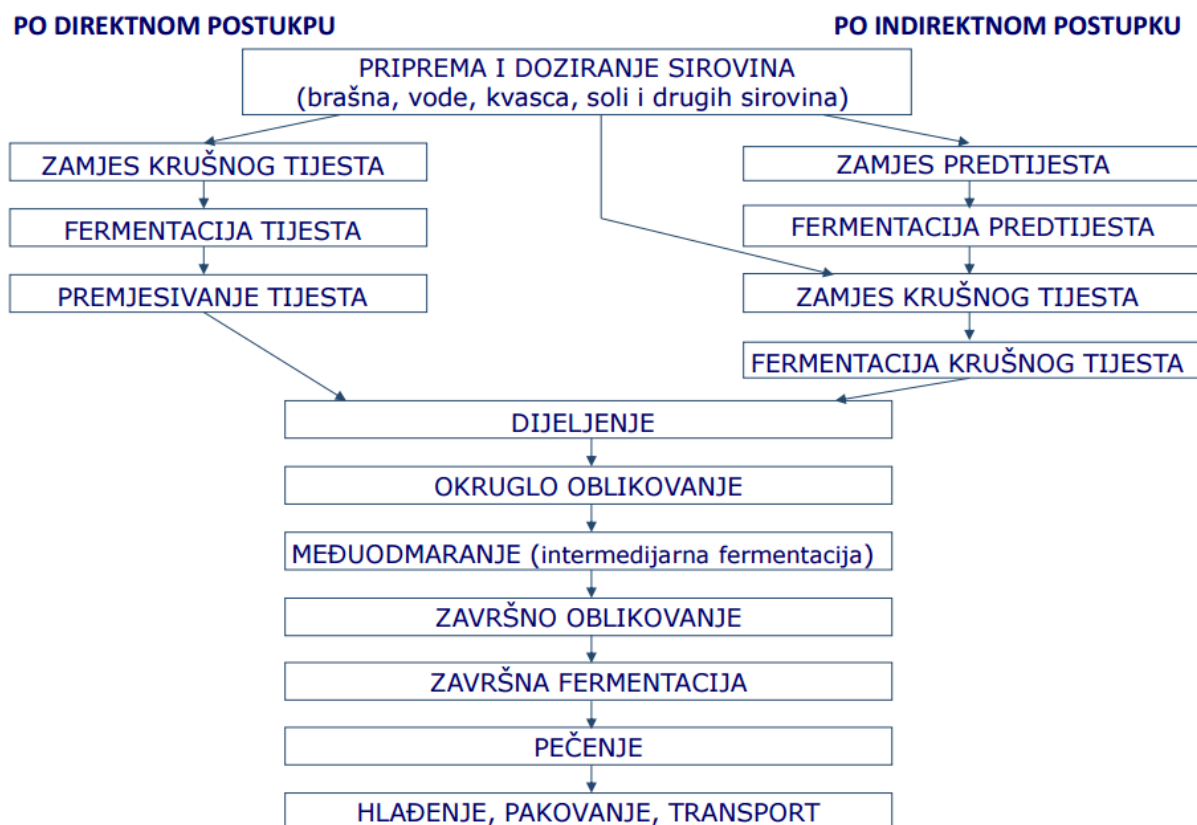 PO DIREKTNOM POSTUKPU
PO INDIREKTNOM POSTUPKU
PRIPREMA I DOZIRANJE SIROVINA
(brašna, vode, kvasca, soli i drugih sirovina)
ZAMJES KRUŠNOG TIJESTA
ZAMJES PREDTIJESTA
FERMENTACIJA TIJESTA
FERMENTACIJA PREDTIJESTA
PREMJESIVANJE TIJESTA
ZAMJES KRUŠNOG TIJESTA
FERMENTACIJA KRUŠNOG TIJESTA
DIJELJENJE
OKRUGLO OBLIKOVANJE
MEĐUODMARANJE (intermedijarna fermentacija)
ZAVRŠNO OBLIKOVANJE
ZAVRŠNA FERMENTACIJA
PEČENJE
HLAĐENJE, PAKOVANJE, TRANSPORT